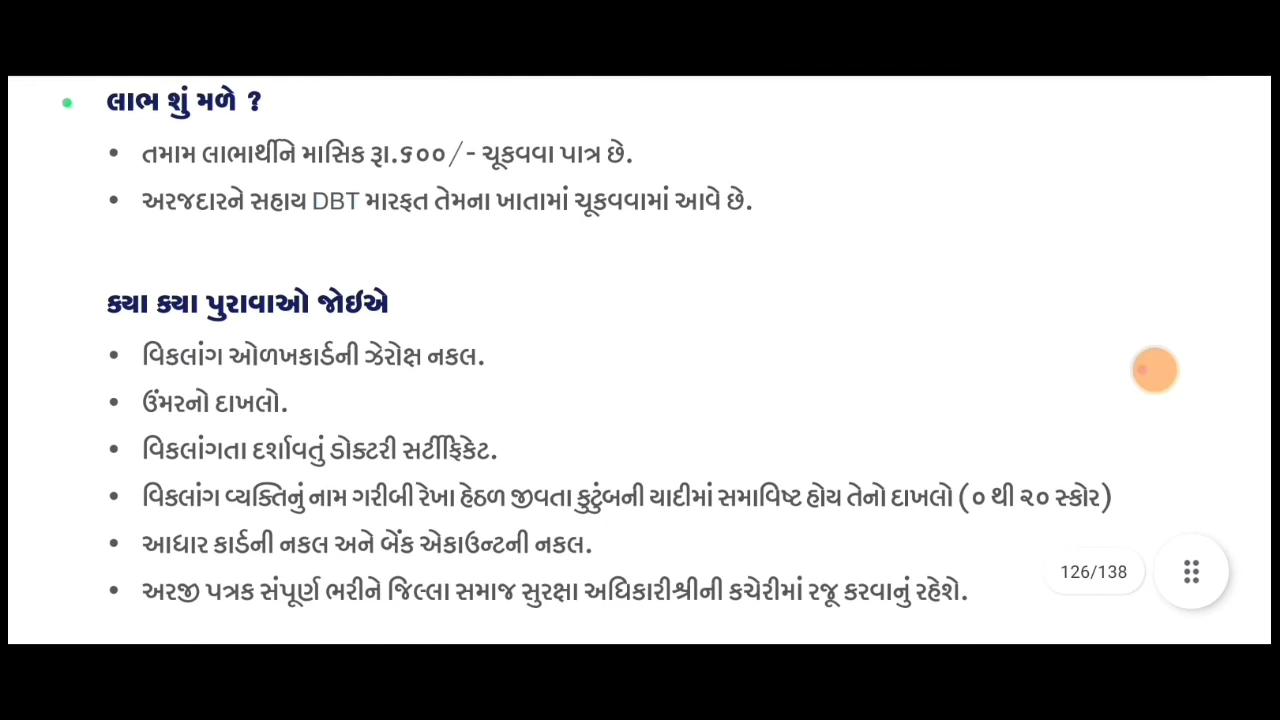 લાભ શું મળે ?
• તમામ લાભાર્થીને માસિક રૂા.૬૦૦/- ચૂકવવા પાત્ર છે.
• અરજદારને સહાય DBT મારફત તેમના ખાતામાં ચૂકવવામાં આવે છે.
ક્યા ક્યા પુરાવાઓ જોઇએ
• વિકલાંગ ઓળખકાર્ડની ઝેરોક્ષ નકલ.
• ઉંમરનો દાખલો.
• વિકલાંગતા દર્શાવતું ડોક્ટરી સર્ટીફિકેટ.
• વિકલાંગ વ્યક્તિનું નામ ગરીબી રેખા હેઠળ જીવતા કુટુંબની યાદીમાં સમાવિષ્ટ હોય તેનો દાખલો (૦ થી ૨૦ સ્કોર)
• આધાર કાર્ડની નકલ અને બેંક એકાઉન્ટની નકલ.
126/138
• અરજી પત્રક સંપૂર્ણ ભરીને જિલ્લા સમાજ સુરક્ષા અધિકારીશ્રીની કચેરીમાં રજૂ કરવાનું રહેશે.